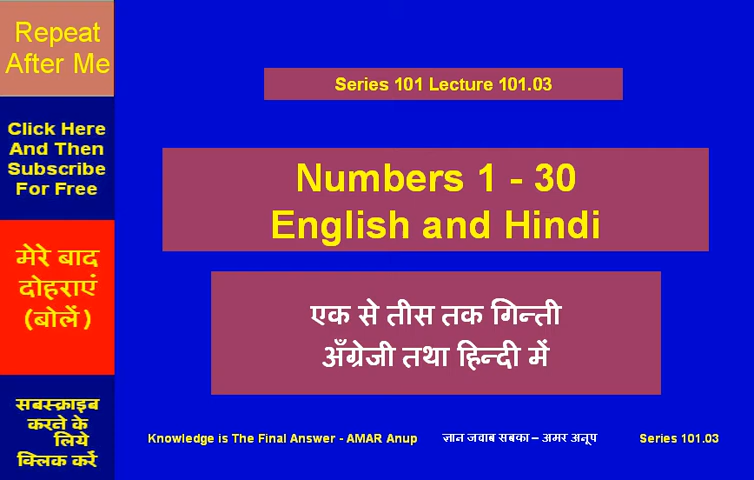 Repeat
After Me
Click Here
And Then
Subscribe
For Free
मेरे बाद
दोहराएं
(बोलें)
सबस्क्राइब
करने के
लिये
क्लिक करें
Series 101 Lecture 101.03
Numbers 1 - 30
English and Hindi
एक से तीस तक गिन्ती
अँग्रेजी तथा हिन्दी में
Knowledge is The Final Answer - AMAR Anup ज्ञान जवाब सबका – अमर अनूप Series 101.03